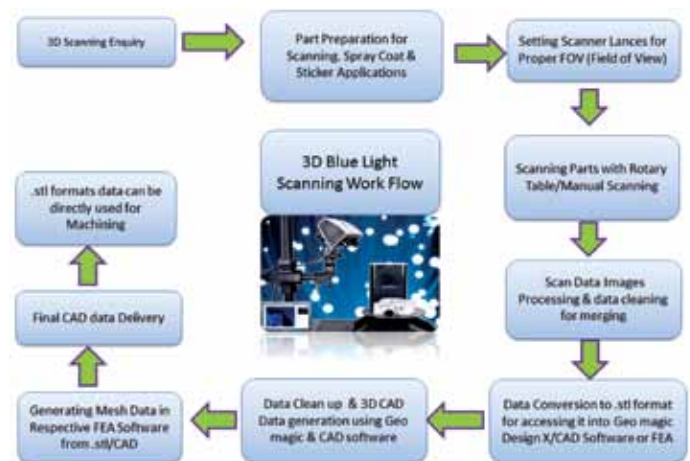 3D Scanning Enquiry
Part Preparation for
Scanning, Spray Coat &
Sticker Applications
Setting Scanner Lances for
Proper FOV (Field of View)
Scanning Parts with Rotary
Table/Manual Scanning
Scan Data Images
Processing & data cleaning
for merging
Data Conversion to .stl format
for accessing it into Geo magic
Design X/CAD Software or FEA
Data Clean up & 3D CAD
Data generation using Geo
magic & CAD software
Generating Mesh Data in
Respective FEA Software
from .stl/CAD
Final CAD data Delivery
.stl formats data can be
directly used for
Machining
3D Blue Light
Scanning Work Flow